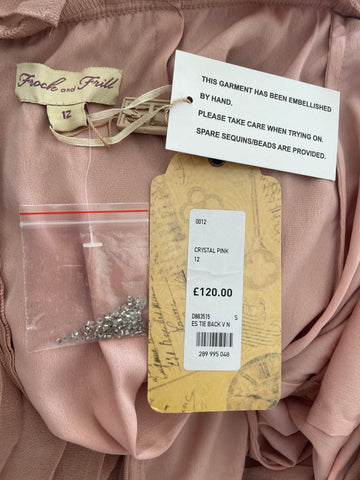 Frock and Frill
12
THIS GARMENT HAS BEEN EMBELLISHED
BY HAND.
PLEASE TAKE CARE WHEN TRYING ON.
SPARE SEQUINS/BEADS ARE PROVIDED.
0012
CRYSTAL PINK
12
£120.00
D883515 S
ES TIE BACK V N
289 995 048